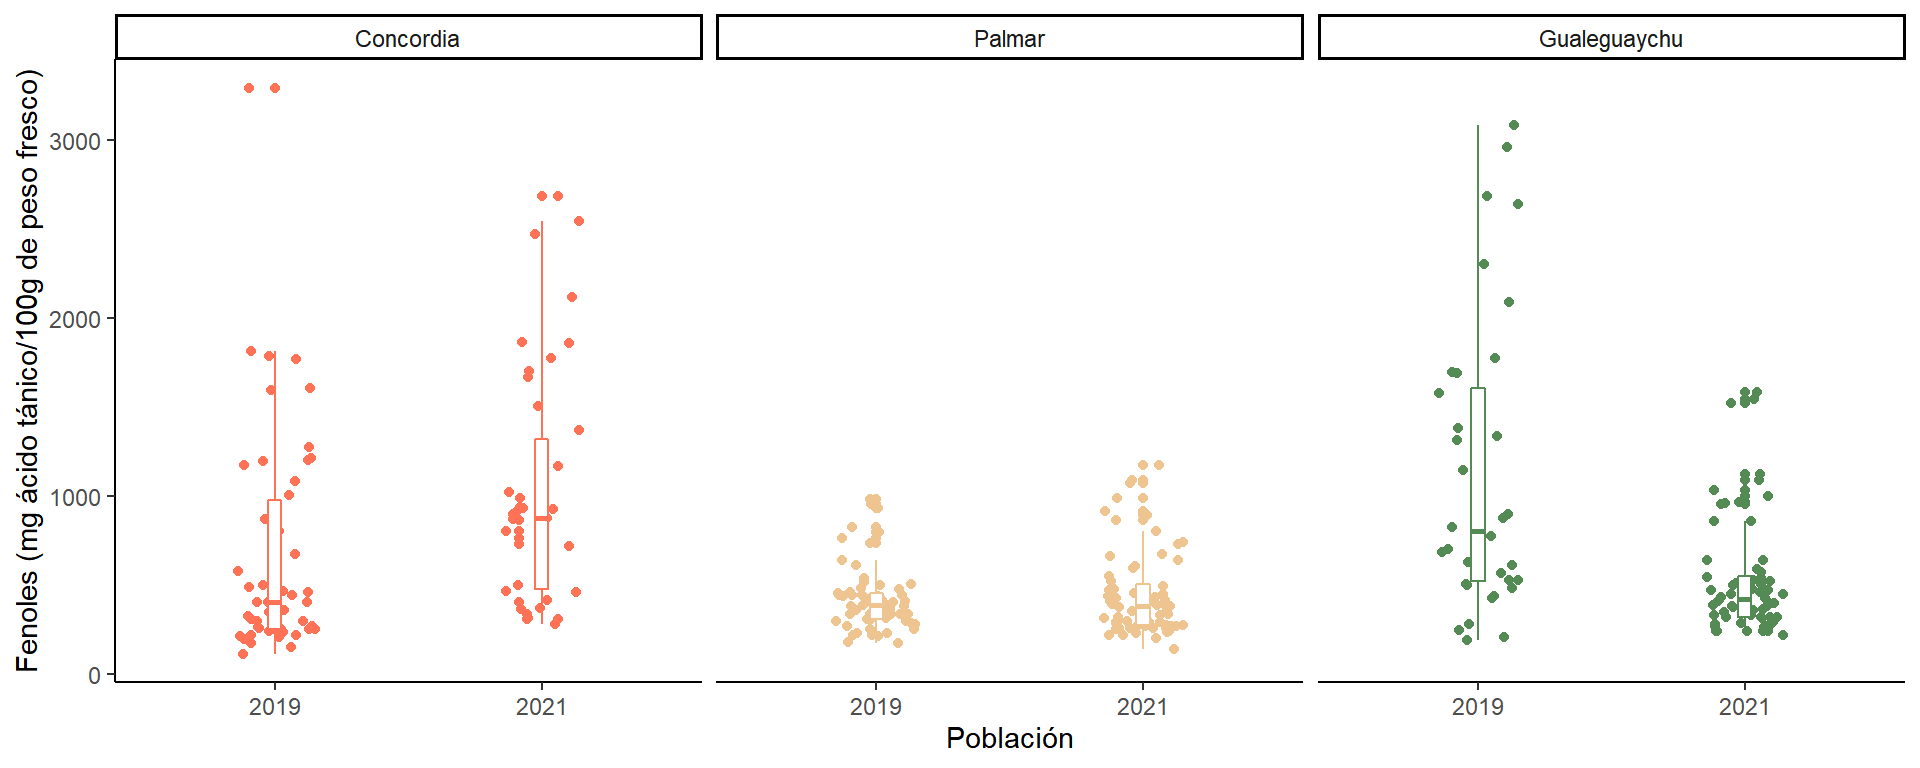 Concordia
Palmar
Gualeguaychu
Fenoles (mg ácido tánico/100g de peso fresco)
3000
2000
1000
0
2019
2021
2019
2021
2019
2021
Población